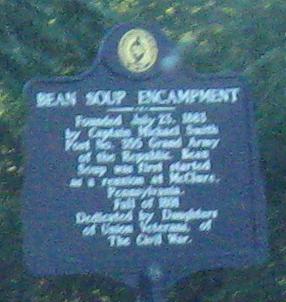 BEAN SOUP ENCAMPMENT
Founded July 25, 1883
by Captain Michael Smith
Post No. 355 Grand Army
of the Republic. Bean
Soup was first started
as a reunion at McClure,
Pennsylvania.
Fall of 1891
Dedicated by Daughters
of Union Veterans, of
The Civil War.